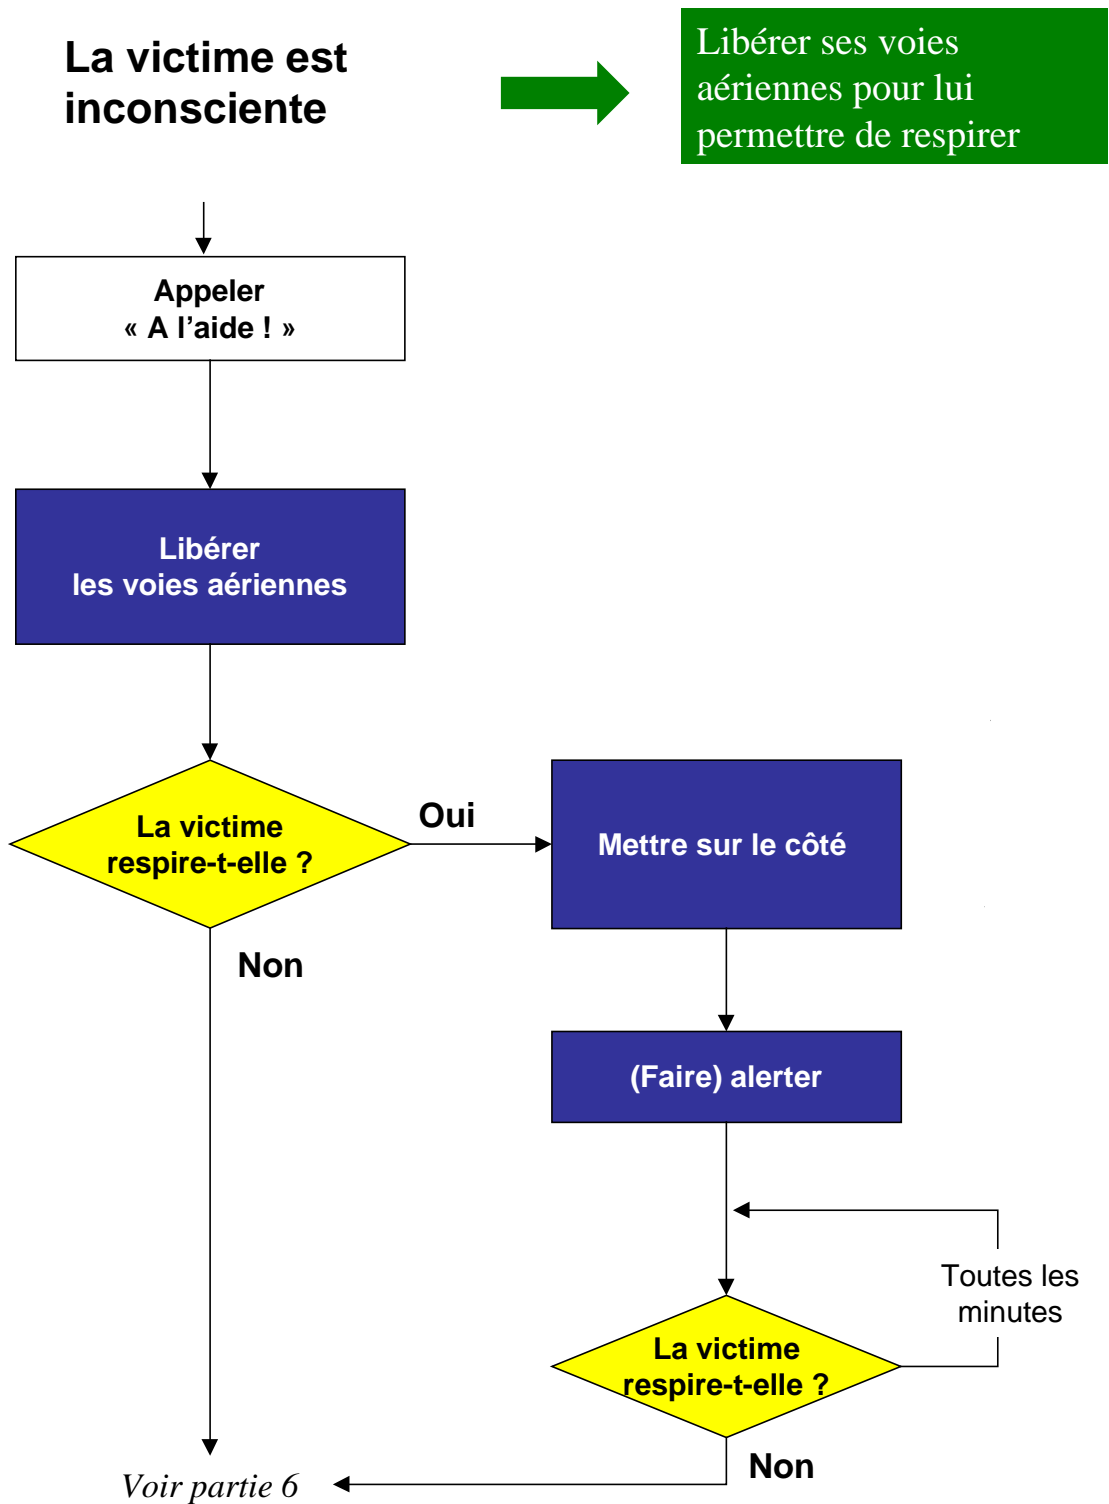 La victime est
inconsciente
Libérer ses voies
aériennes pour lui
permettre de respirer
Appeler
« A l'aide ! »
Libérer
les voies aériennes
La victime
respire-t-elle ?
Oui
Mettre sur le côté
Non
(Faire) alerter
Toutes les
minutes
La victime
respire-t-elle ?
Non
Voir partie 6